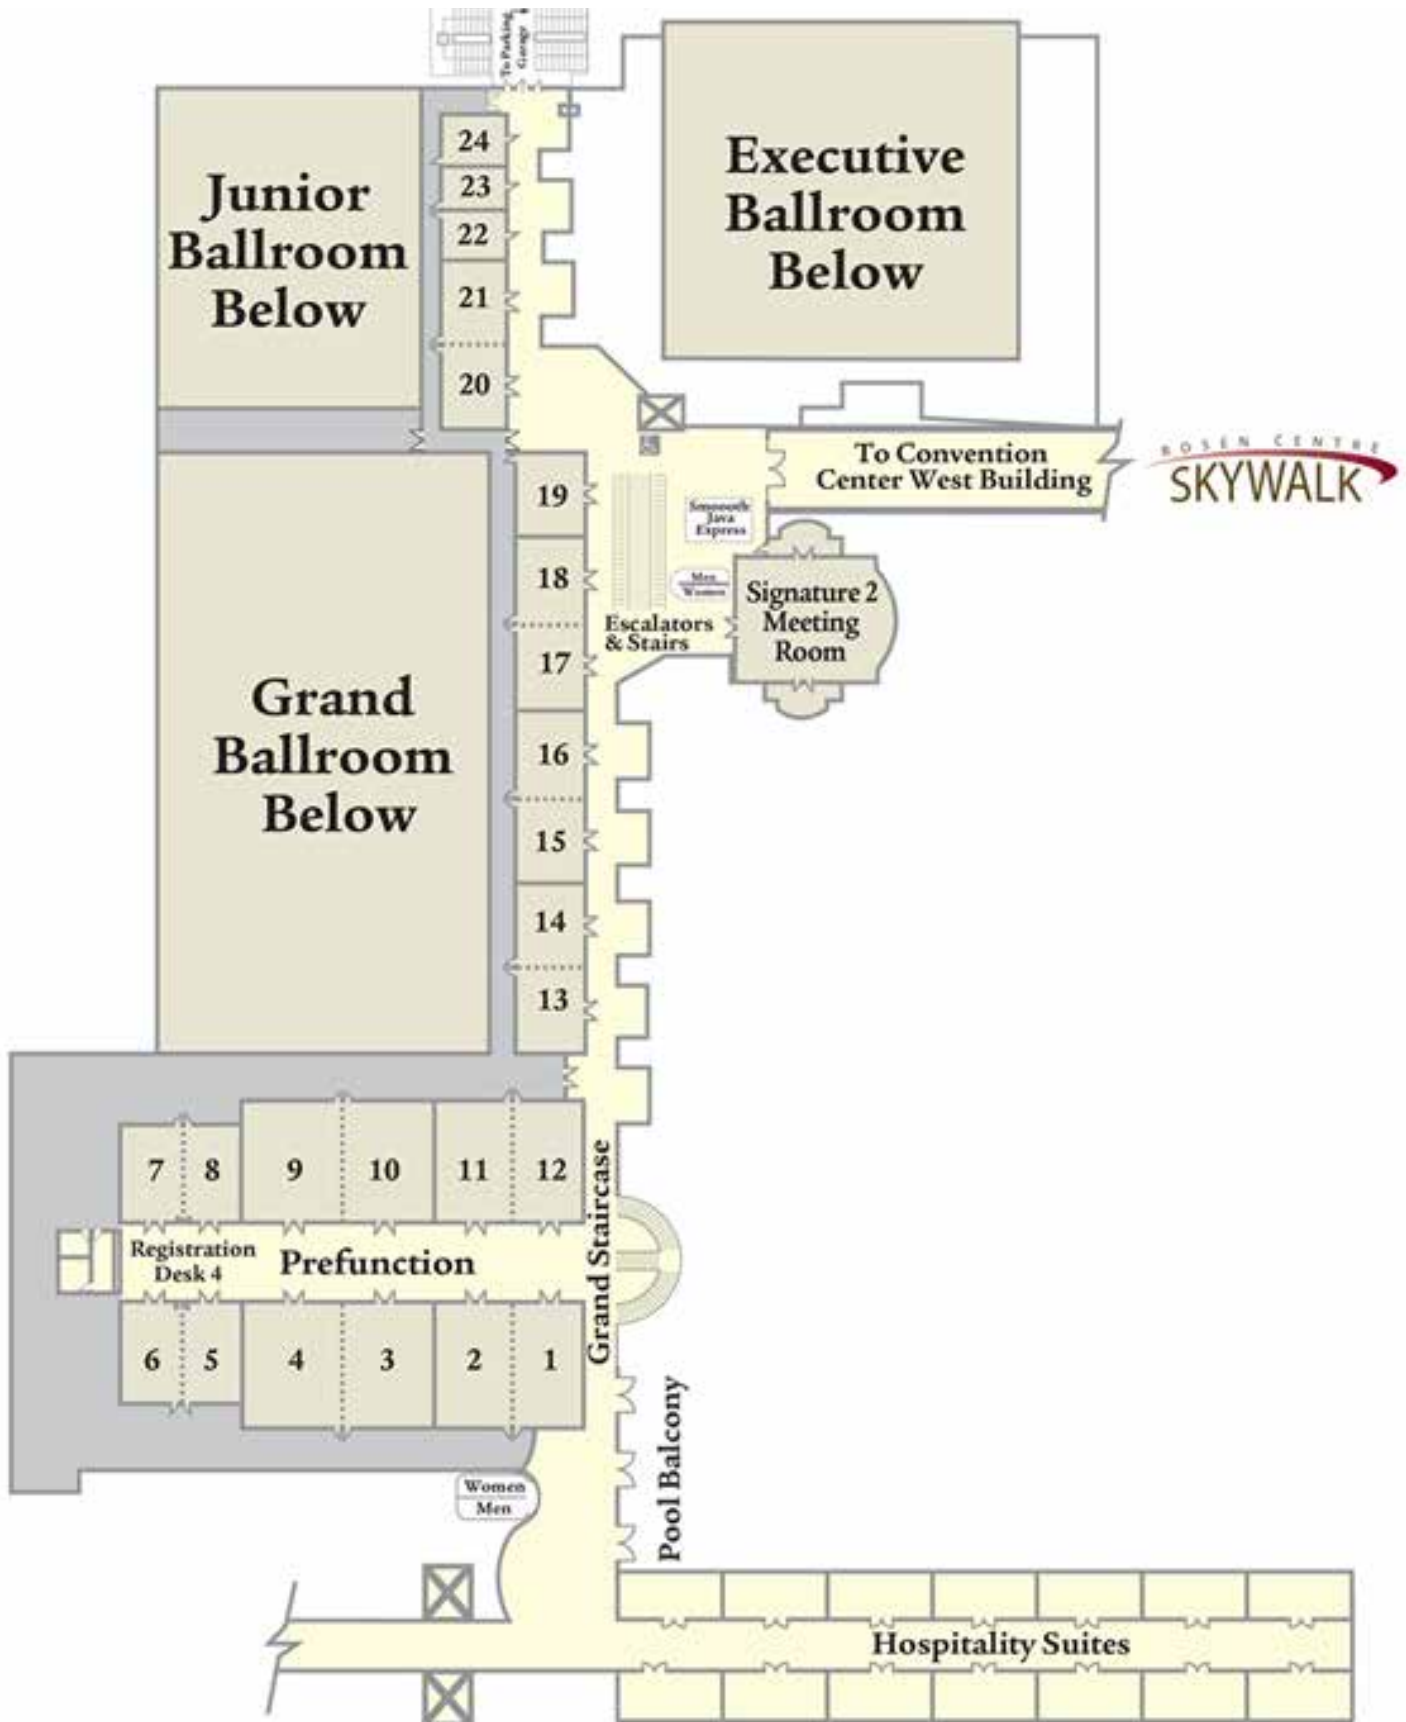 To Parking
Garage
24
23
22
21
20
Junior
Ballroom
Below
Executive
Ballroom
Below
To Convention
Center West Building
ROSEN CENTRE
SKYWALK
19
18
17
16
15
14
13
Smooth
Java
Express
Men
Women
Signature 2
Meeting
Room
Escalators
& Stairs
Grand
Ballroom
Below
7
8
9
10
11
12
Grand Staircase
Registration
Desk 4
Prefunction
6
5
4
3
2
1
Pool Balcony
Women
Men
Hospitality Suites